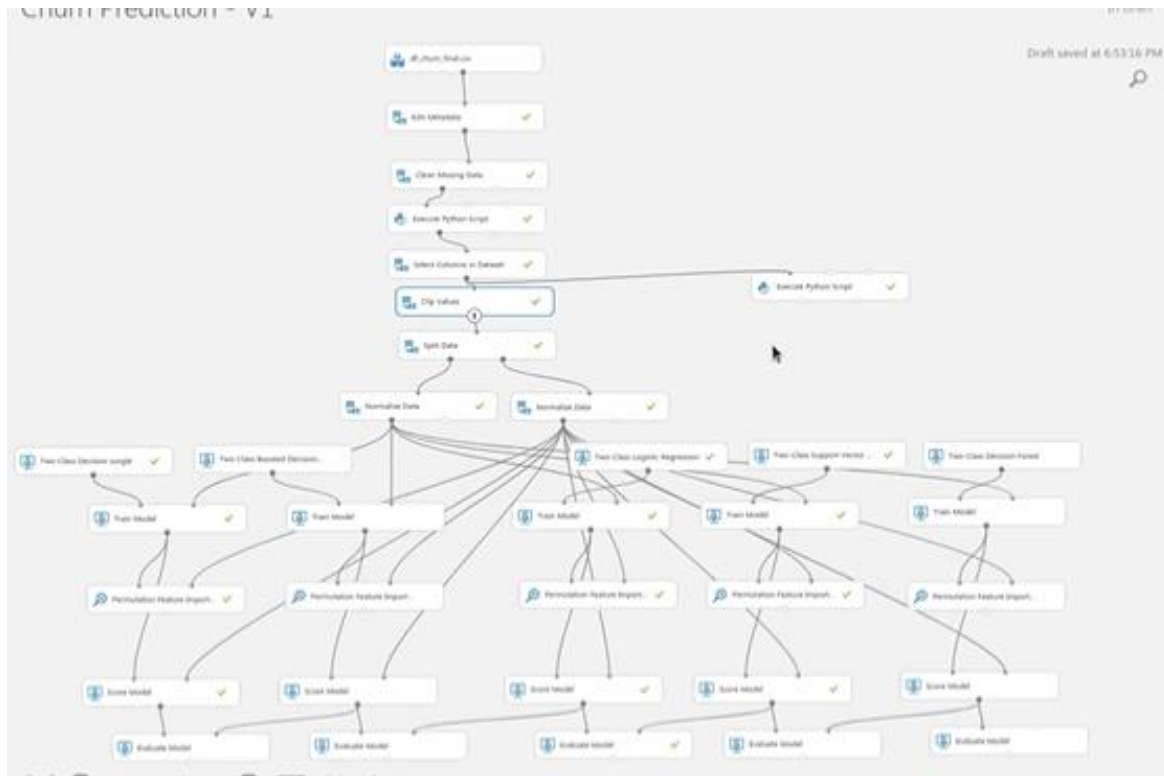 Churn Prediction - V1
In draft
Draft saved at 6:53:16 PM
df_churn_final.csv
Edit Metadata
Clean Missing Data
Execute Python Script
Select Columns in Dataset
Execute Python Script
Clip Values
1
Split Data
Normalize Data
Normalize Data
Two-Class Decision Jungle
Two-Class Boosted Decision...
Two-Class Logistic Regression
Two-Class Support Vector ...
Two-Class Decision Forest
Train Model
Train Model
Train Model
Train Model
Train Model
Permutation Feature Import...
Permutation Feature Import...
Permutation Feature Import...
Permutation Feature Import...
Permutation Feature Import...
Score Model
Score Model
Score Model
Score Model
Score Model
Evaluate Model
Evaluate Model
Evaluate Model
Evaluate Model
Evaluate Model